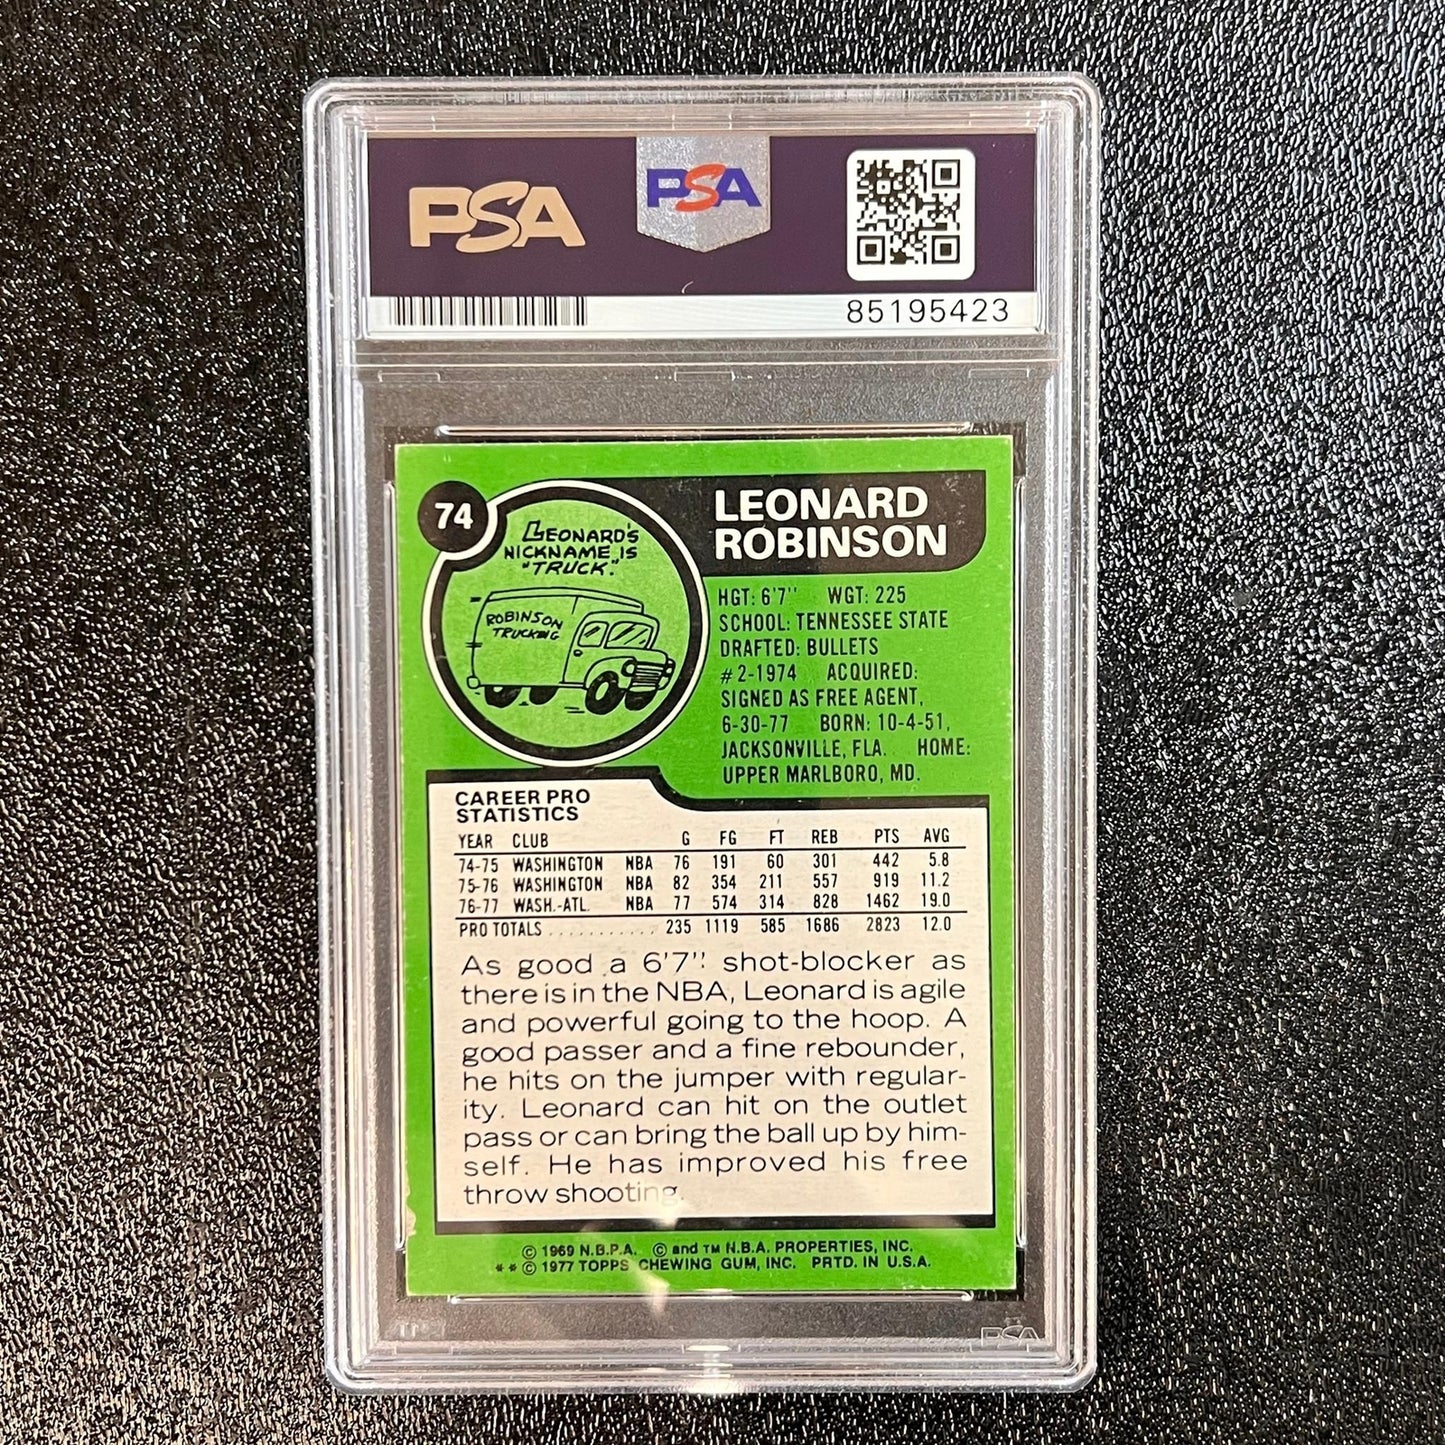 PSA
PSA
85195423
74
LEONARD'S
NICKNAME IS
"TRUCK."
ROBINSON
TRUCKING
LEONARD
ROBINSON
HGT: 6'7" WGT: 225
SCHOOL: TENNESSEE STATE
DRAFTED: BULLETS
#2-1974 ACQUIRED:
SIGNED AS FREE AGENT,
6-30-77 BORN: 10-4-51,
JACKSONVILLE, FLA. HOME:
UPPER MARLBORO, MD.
CAREER PRO
STATISTICS
YEAR CLUB G FG FT REB PTS AVG
74-75 WASHINGTON NBA 76 191 60 301 442 5.8
75-76 WASHINGTON NBA 82 354 211 557 919 11.2
76-77 WASH.-ATL. NBA 77 574 314 828 1462 19.0
PRO TOTALS ........... 235 1119 585 1686 2823 12.0
As good a 6'7" shot-blocker as
there is in the NBA, Leonard is agile
and powerful going to the hoop. A
good passer and a fine rebounder,
he hits on the jumper with regular-
ity. Leonard can hit on the outlet
pass or can bring the ball up by him-
self. He has improved his free
throw shooting.
© 1969 N.B.P.A. © and TM N.B.A. PROPERTIES, INC.
** © 1977 TOPPS CHEWING GUM, INC. PRTD. IN U.S.A.
PSA